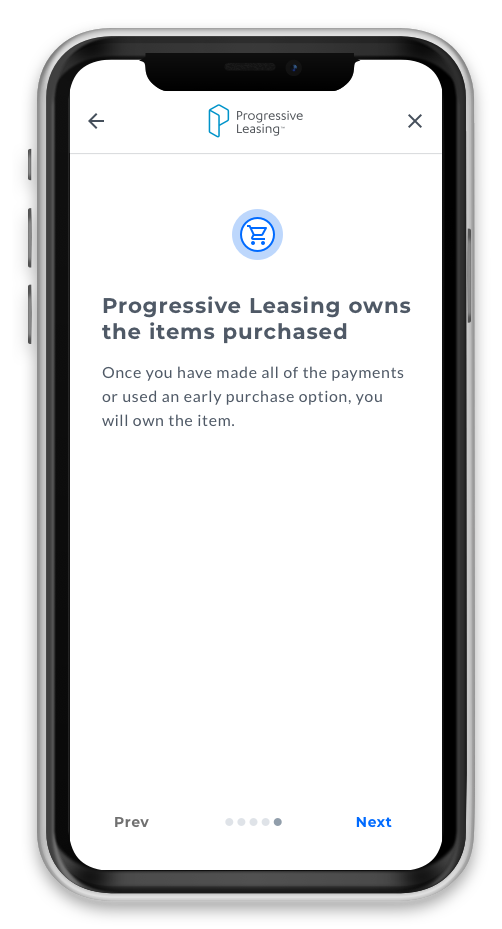 Progressive
Leasing™
Progressive Leasing owns
the items purchased
Once you have made all of the payments
or used an early purchase option, you
will own the item.
Prev
Next